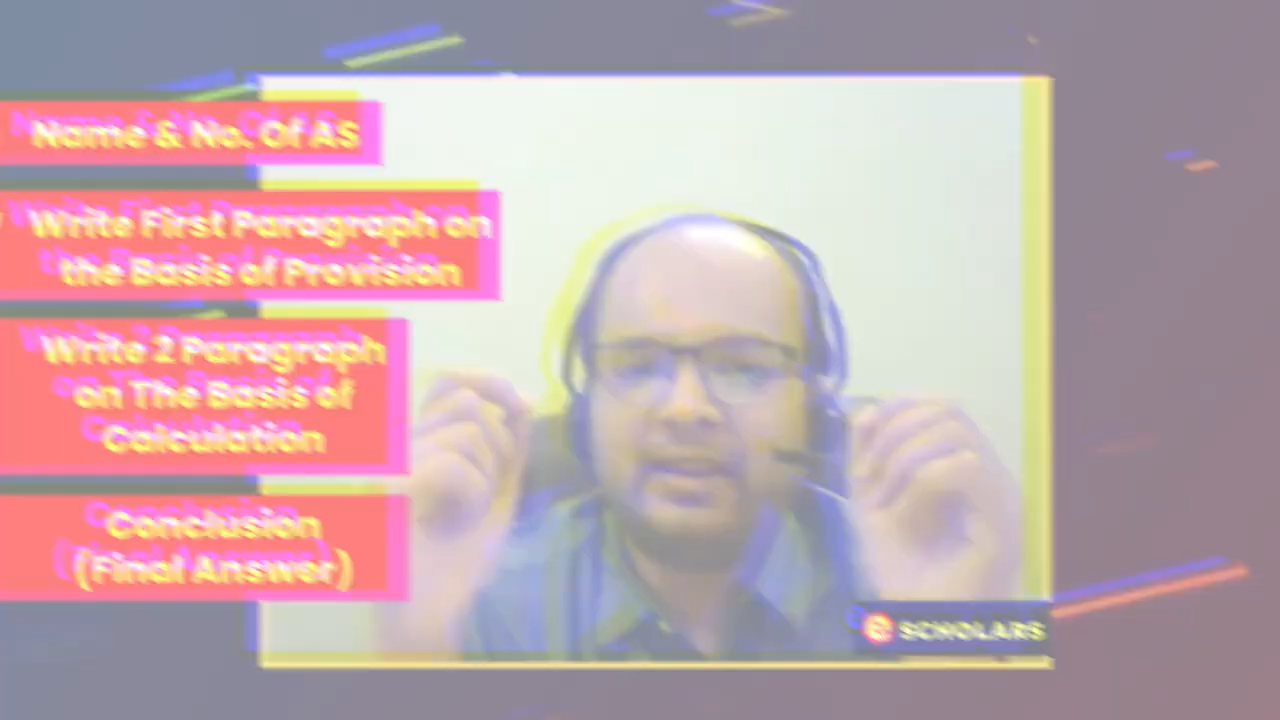 Name & No. Of AS
Write First Paragraph on
the Basis of Provision
Write 2 Paragraph
on The Basis of
Calculation
Conclusion
(Final Answer)
e SCHOLARS